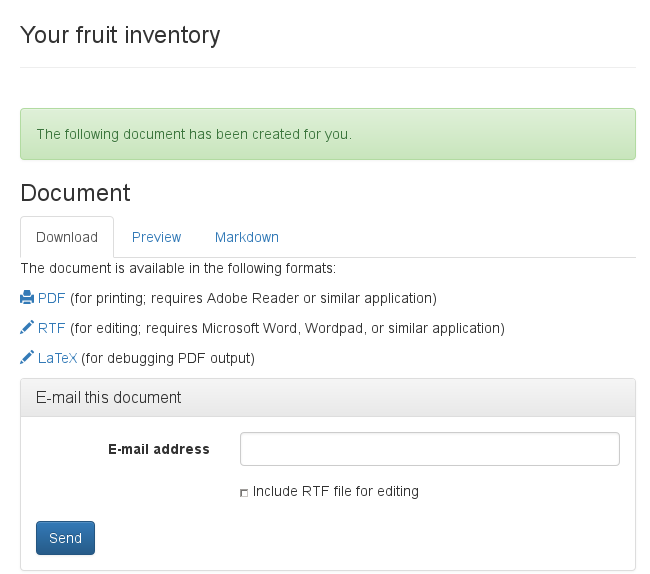 Your fruit inventory
The following document has been created for you.
Document
Download Preview Markdown
The document is available in the following formats:
PDF (for printing; requires Adobe Reader or similar application)
RTF (for editing; requires Microsoft Word, Wordpad, or similar application)
LaTeX (for debugging PDF output)
E-mail this document
E-mail address
Include RTF file for editing
Send